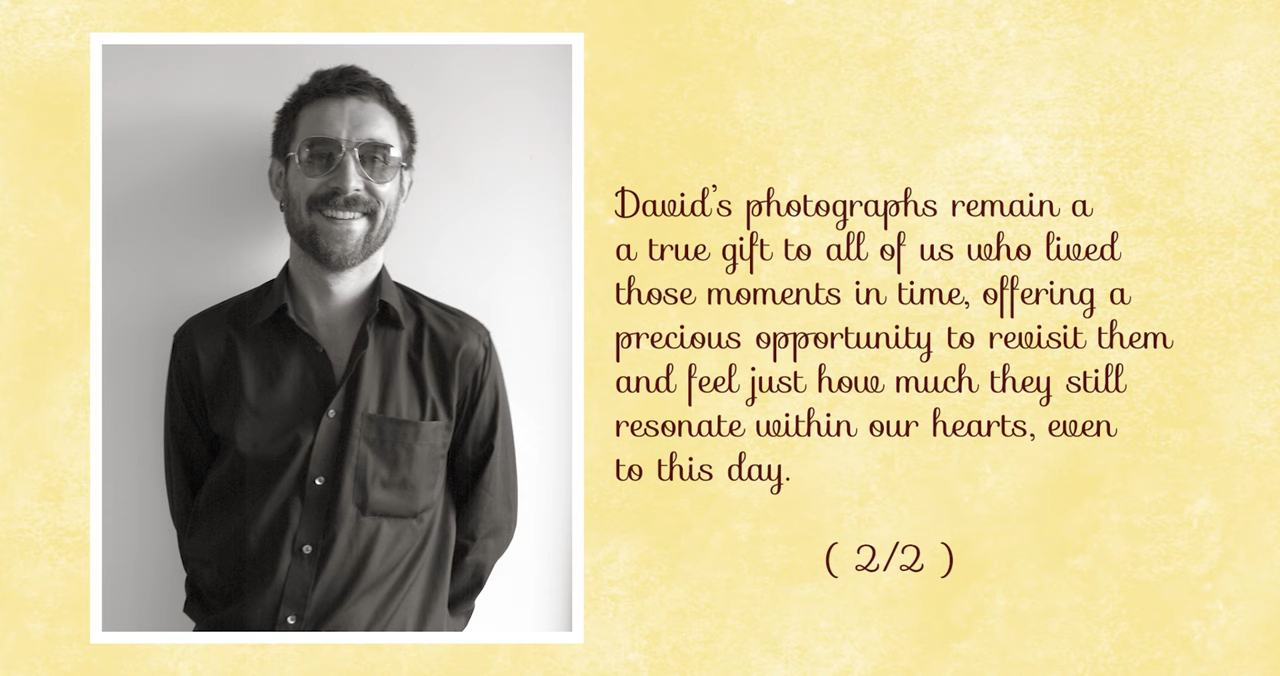 David's photographs remain a
a true gift to all of us who lived
those moments in time, offering a
precious opportunity to revisit them
and feel just how much they still
resonate within our hearts, even
to this day.
( 2/2 )